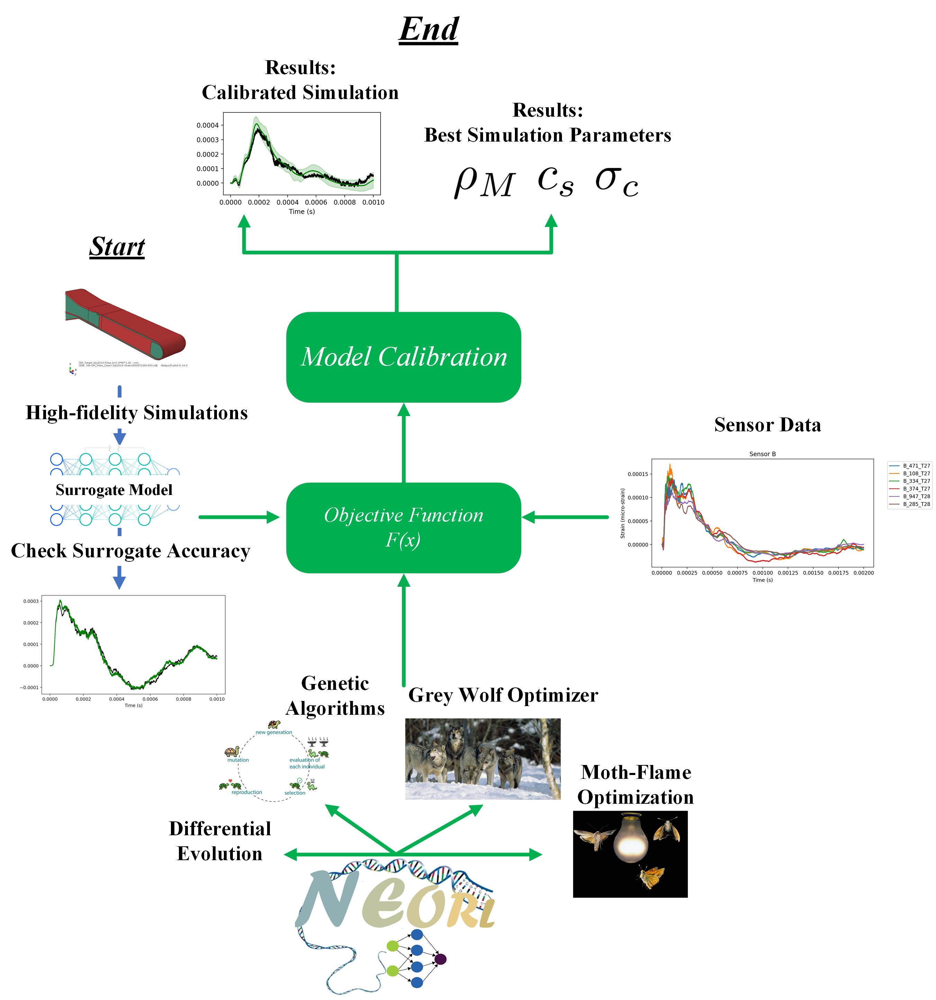 End
Results:
Calibrated Simulation
0.0004
0.0003
0.0002
0.0001
0.0000
0.0000 0.0002 0.0004 0.0006 0.0008 0.0010
Time (s)
Results:
Best Simulation Parameters
ρM cs σc
Start
Y
X
Z
High-fidelity Simulations
Surrogate Model
Check Surrogate Accuracy
0.0003
0.0002
0.0001
0.0000
−0.0001
0.0000 0.0002 0.0004 0.0006 0.0008 0.0010
Time (s)
Model Calibration
Objective Function
F(x)
Sensor Data
Sensor B
Strain (micro-strain)
0.00015
0.00010
0.00005
0.00000
0.00000 0.00025 0.00050 0.00075 0.00100 0.00125 0.00150 0.00175 0.00200
Time (s)
B_471_T27
B_108_T27
B_334_T27
B_374_T27
B_947_T28
B_285_T28
Genetic
Algorithms
new generation
mutation
evaluation of
each individual
reproduction
selection
Grey Wolf Optimizer
Moth-Flame
Optimization
Differential
Evolution
NEORL